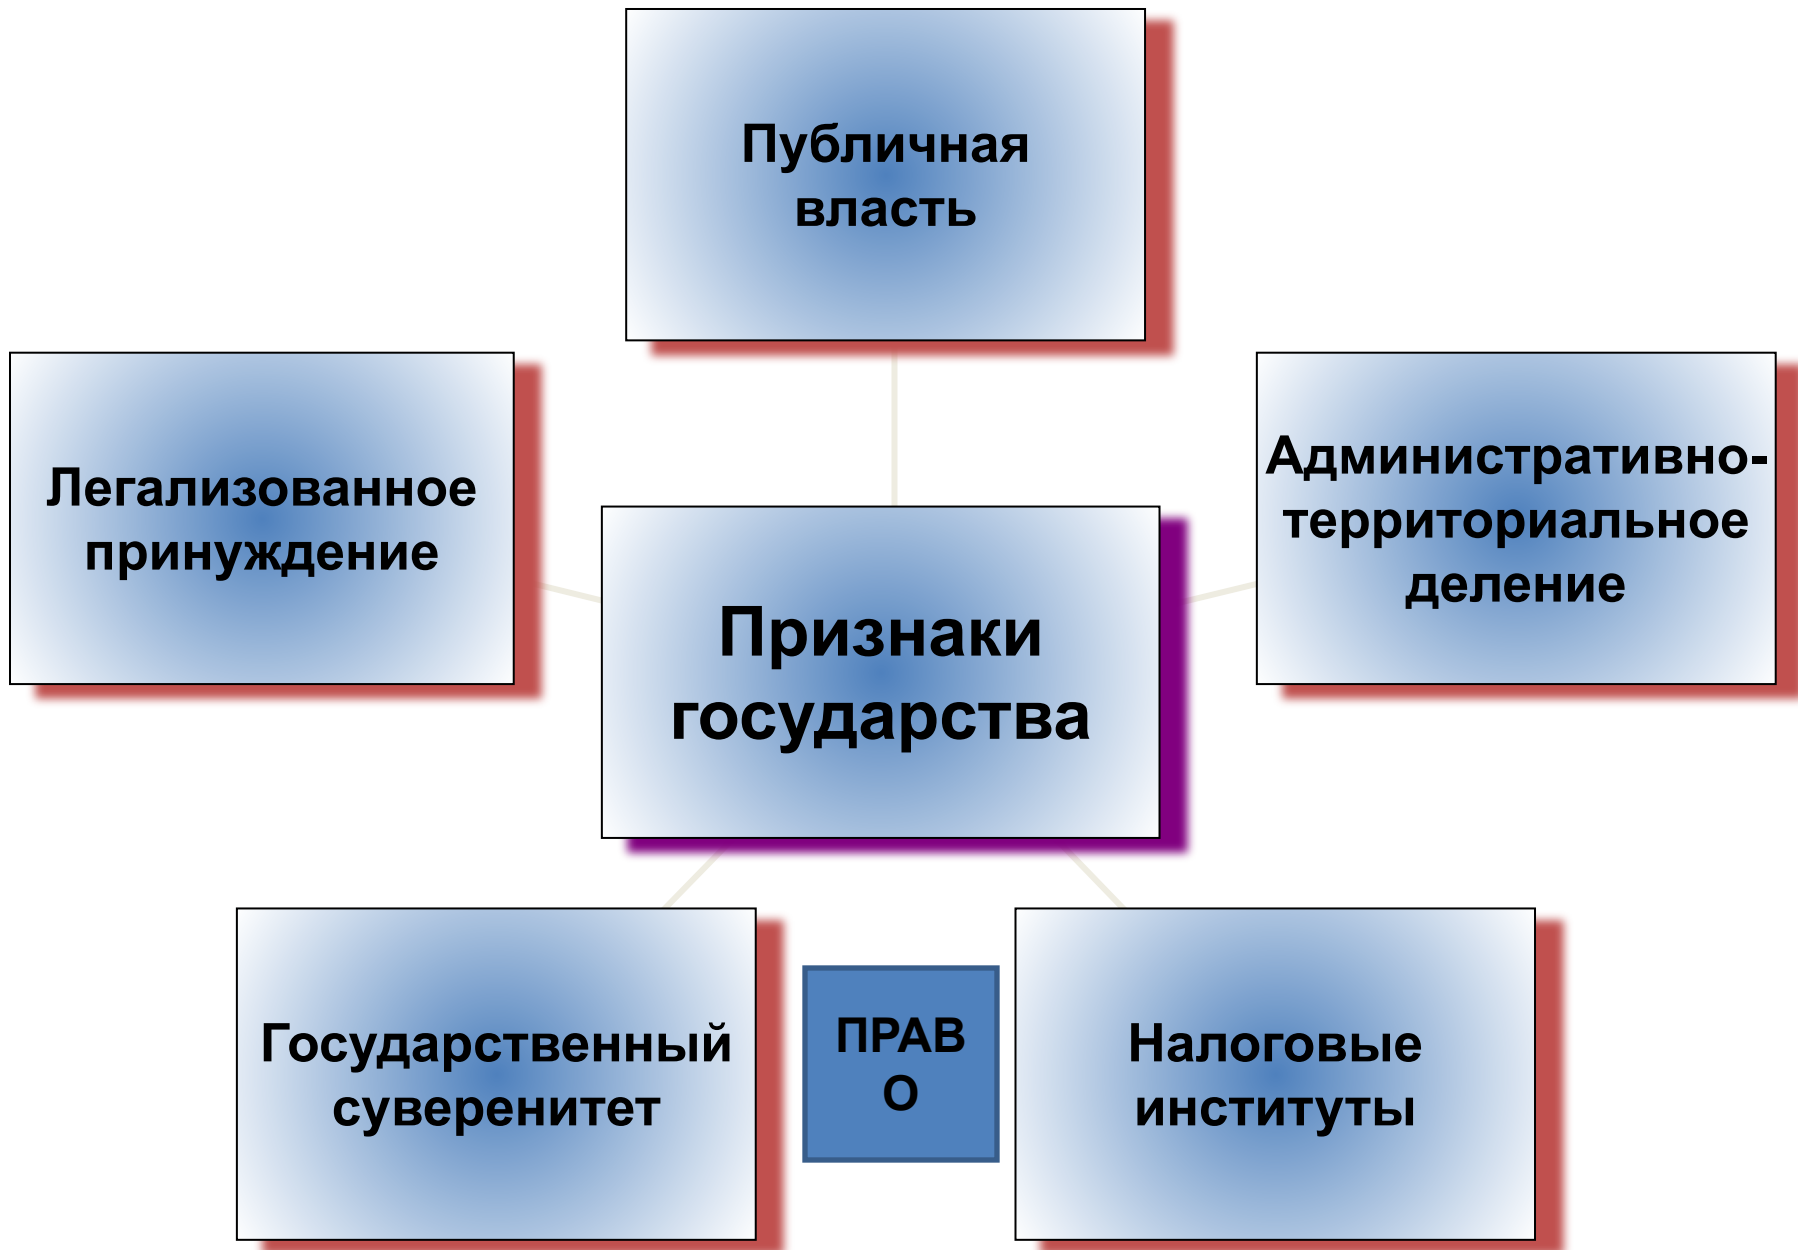 Публичная
власть
Легализованное
принуждение
Административно-
территориальное
деление
Признаки
государства
Государственный
суверенитет
ПРАВ
О
Налоговые
институты